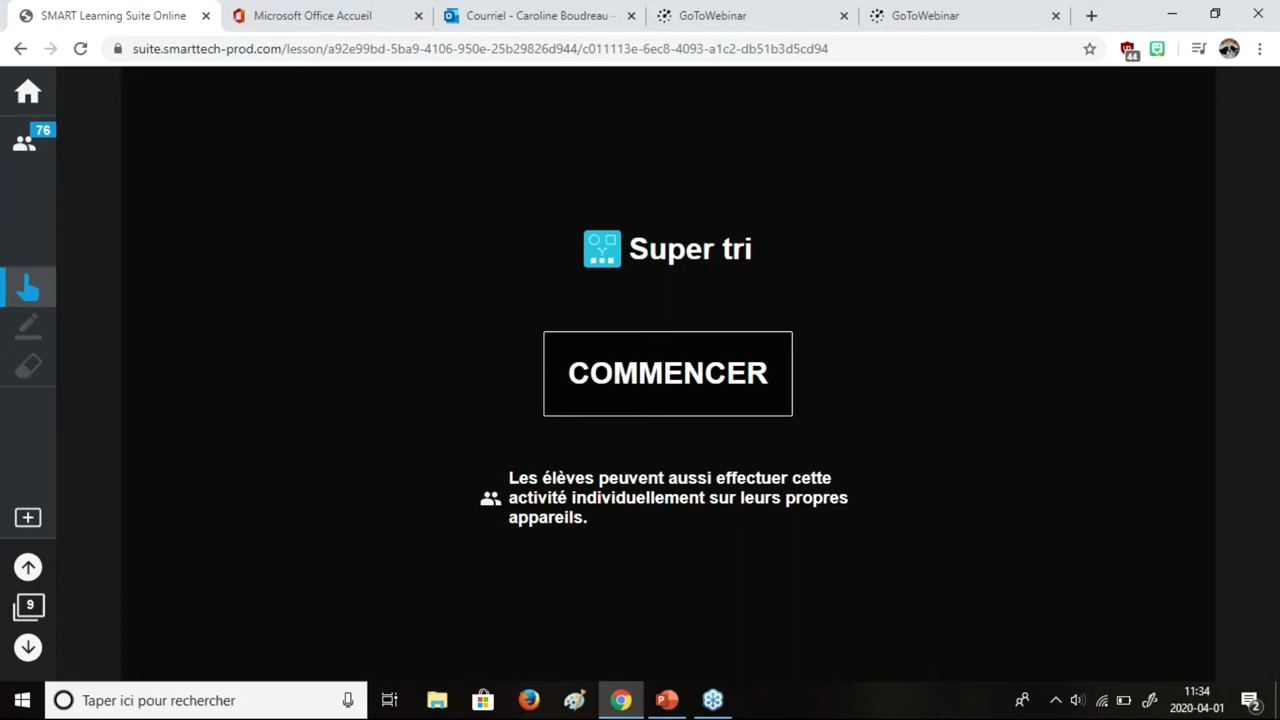 SMART Learning Suite Online
Microsoft Office Accueil
Courriel - Caroline Boudreau -
GoToWebinar
GoToWebinar
suite.smarttech-prod.com/lesson/a92e99bd-5ba9-4106-950e-25b29826d944/c011113e-6ec8-4093-a1c2-db51b3d5cd94
44
76
Super tri
COMMENCER
Les élèves peuvent aussi effectuer cette
activité individuellement sur leurs propres
appareils.
9
Taper ici pour rechercher
11:34
2020-04-01
2